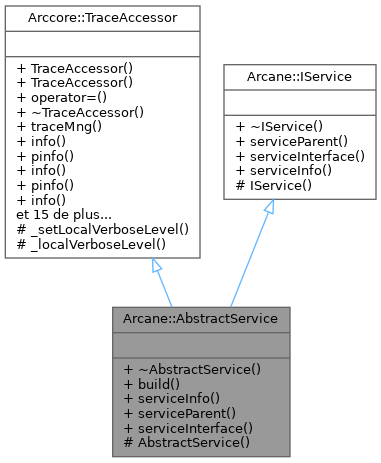 Arccore::TraceAccessor
+ TraceAccessor()
+ TraceAccessor()
+ operator=()
+ ~TraceAccessor()
+ traceMng()
+ info()
+ pinfo()
+ info()
+ pinfo()
+ info()
et 15 de plus...
# _setLocalVerboseLevel()
# _localVerboseLevel()
Arcane::IService
+ ~IService()
+ serviceParent()
+ serviceInterface()
+ serviceInfo()
# IService()
Arcane::AbstractService
+ ~AbstractService()
+ build()
+ serviceInfo()
+ serviceParent()
+ serviceInterface()
# AbstractService()